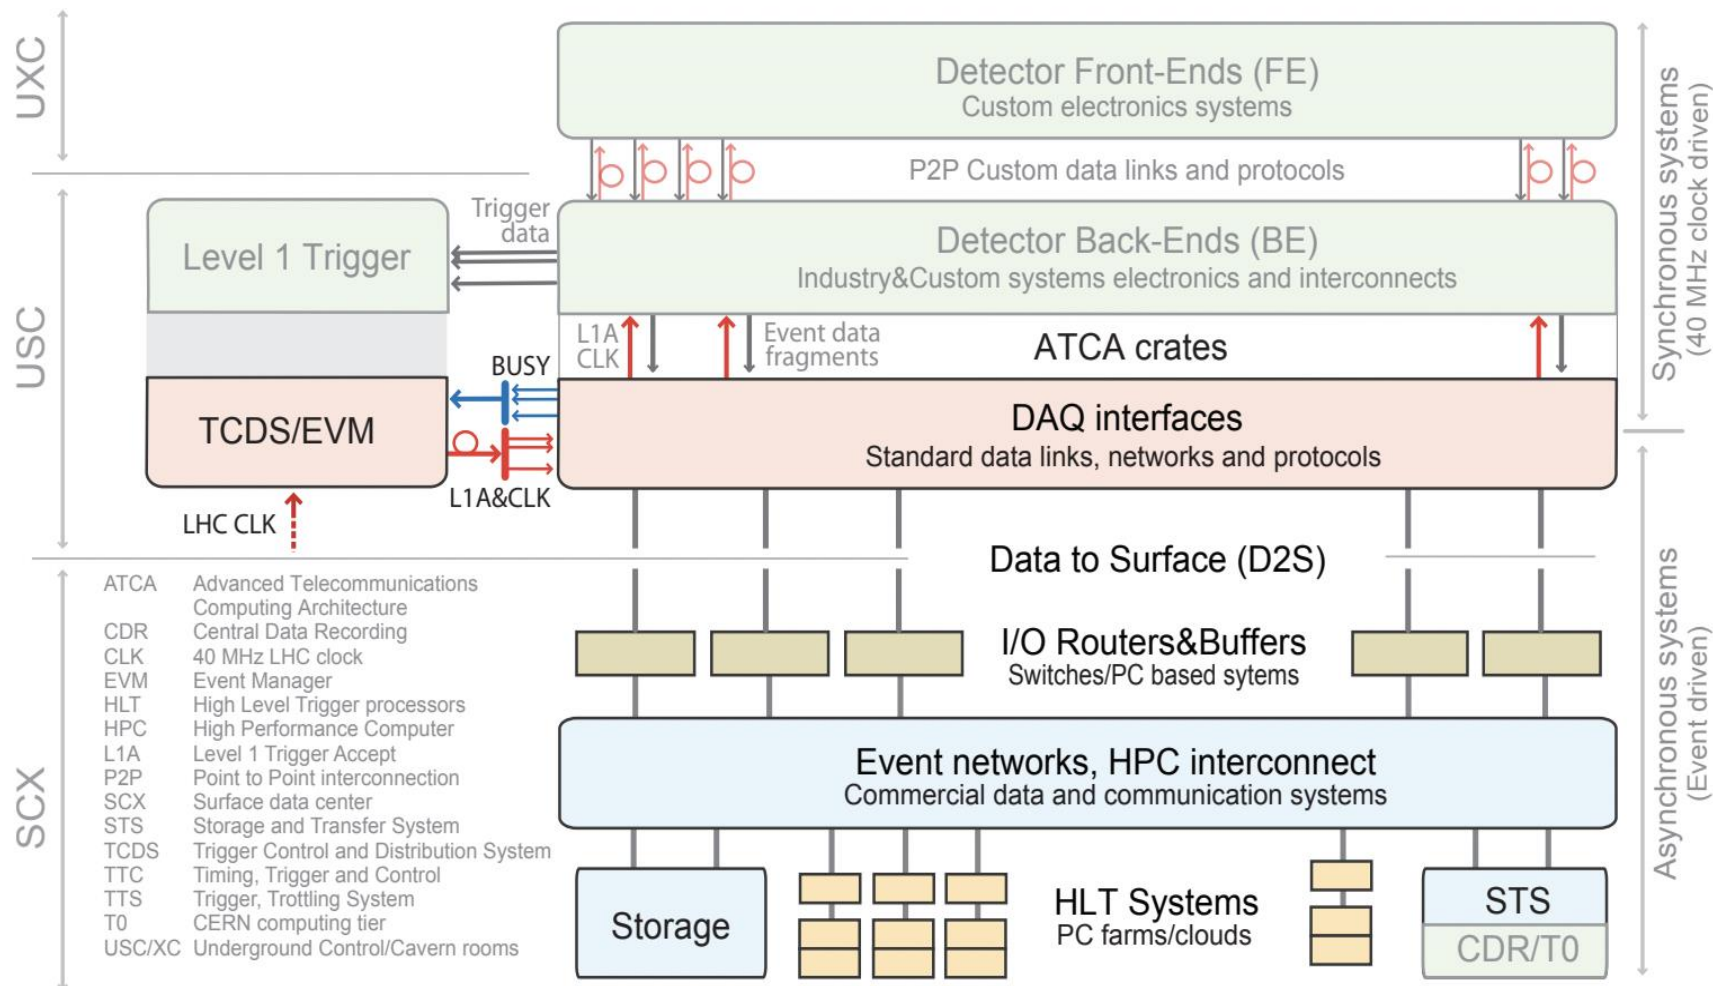 UXC
USC
SCX
Detector Front-Ends (FE)
Custom electronics systems
P2P Custom data links and protocols
Trigger
data
Level 1 Trigger
Detector Back-Ends (BE)
Industry&Custom systems electronics and interconnects
L1A
CLK
Event data
fragments
ATCA crates
BUSY
TCDS/EVM
DAQ interfaces
Standard data links, networks and protocols
L1A&CLK
LHC CLK
Data to Surface (D2S)
I/O Routers&Buffers
Switches/PC based sytems
Event networks, HPC interconnect
Commercial data and communication systems
Storage
HLT Systems
PC farms/clouds
STS
CDR/T0
Synchronous systems
(40 MHz clock driven)
Asynchronous systems
(Event driven)
ATCA Advanced Telecommunications
Computing Architecture
CDR Central Data Recording
CLK 40 MHz LHC clock
EVM Event Manager
HLT High Level Trigger processors
HPC High Performance Computer
L1A Level 1 Trigger Accept
P2P Point to Point interconnection
SCX Surface data center
STS Storage and Transfer System
TCDS Trigger Control and Distribution System
TTC Timing, Trigger and Control
TTS Trigger, Trottling System
T0 CERN computing tier
USC/XC Underground Control/Cavern rooms